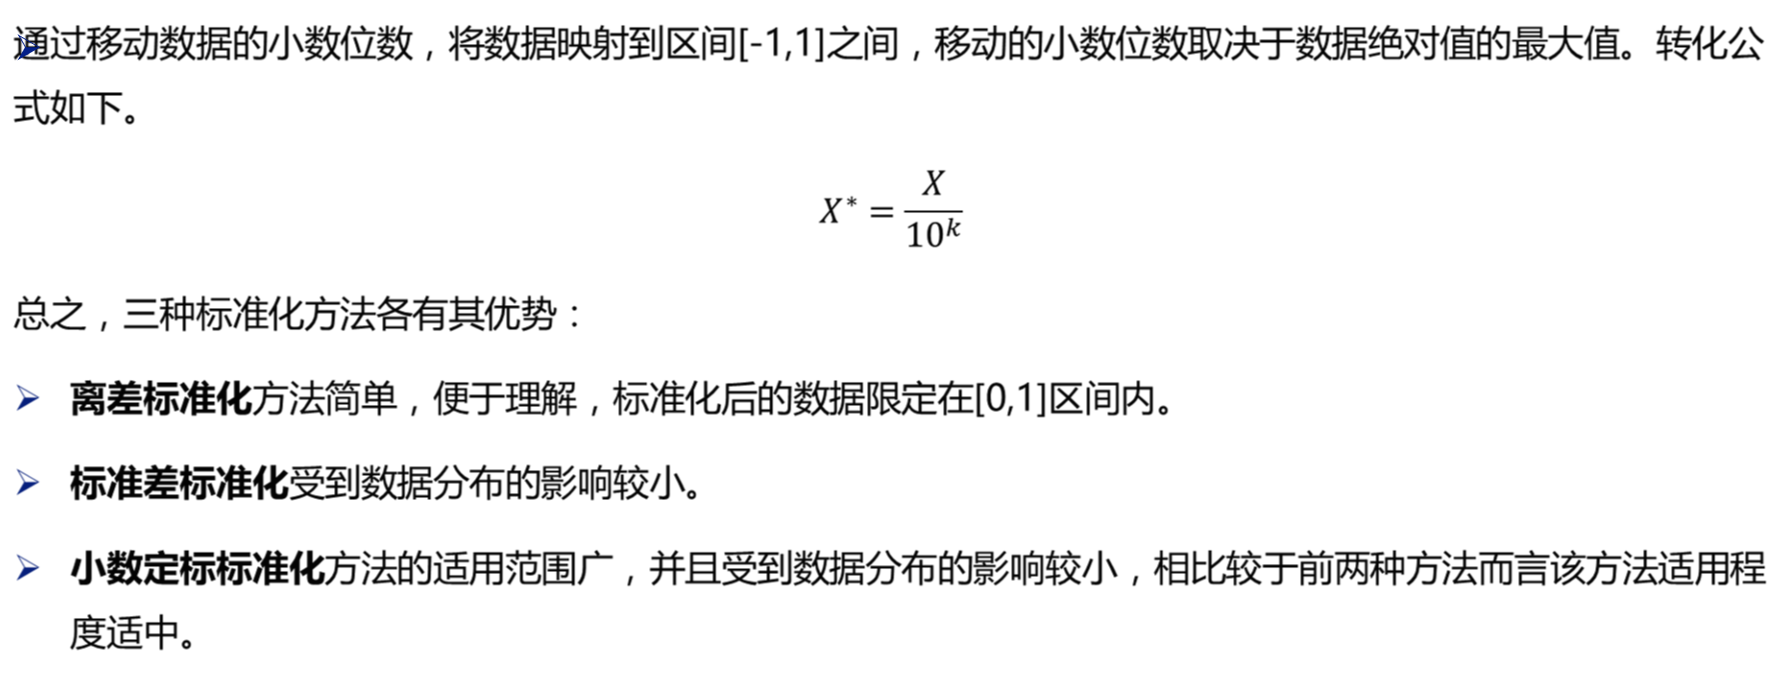 通过移动数据的小数位数，将数据映射到区间[-1,1]之间，移动的小数位数取决于数据绝对值的最大值。转化公
式如下。
X* = X / 10^k
总之，三种标准化方法各有其优势：
➢ 离差标准化方法简单，便于理解，标准化后的数据限定在[0,1]区间内。
➢ 标准差标准化受到数据分布的影响较小。
➢ 小数定标标准化方法的适用范围广，并且受到数据分布的影响较小，相比较于前两种方法而言该方法适用程
度适中。